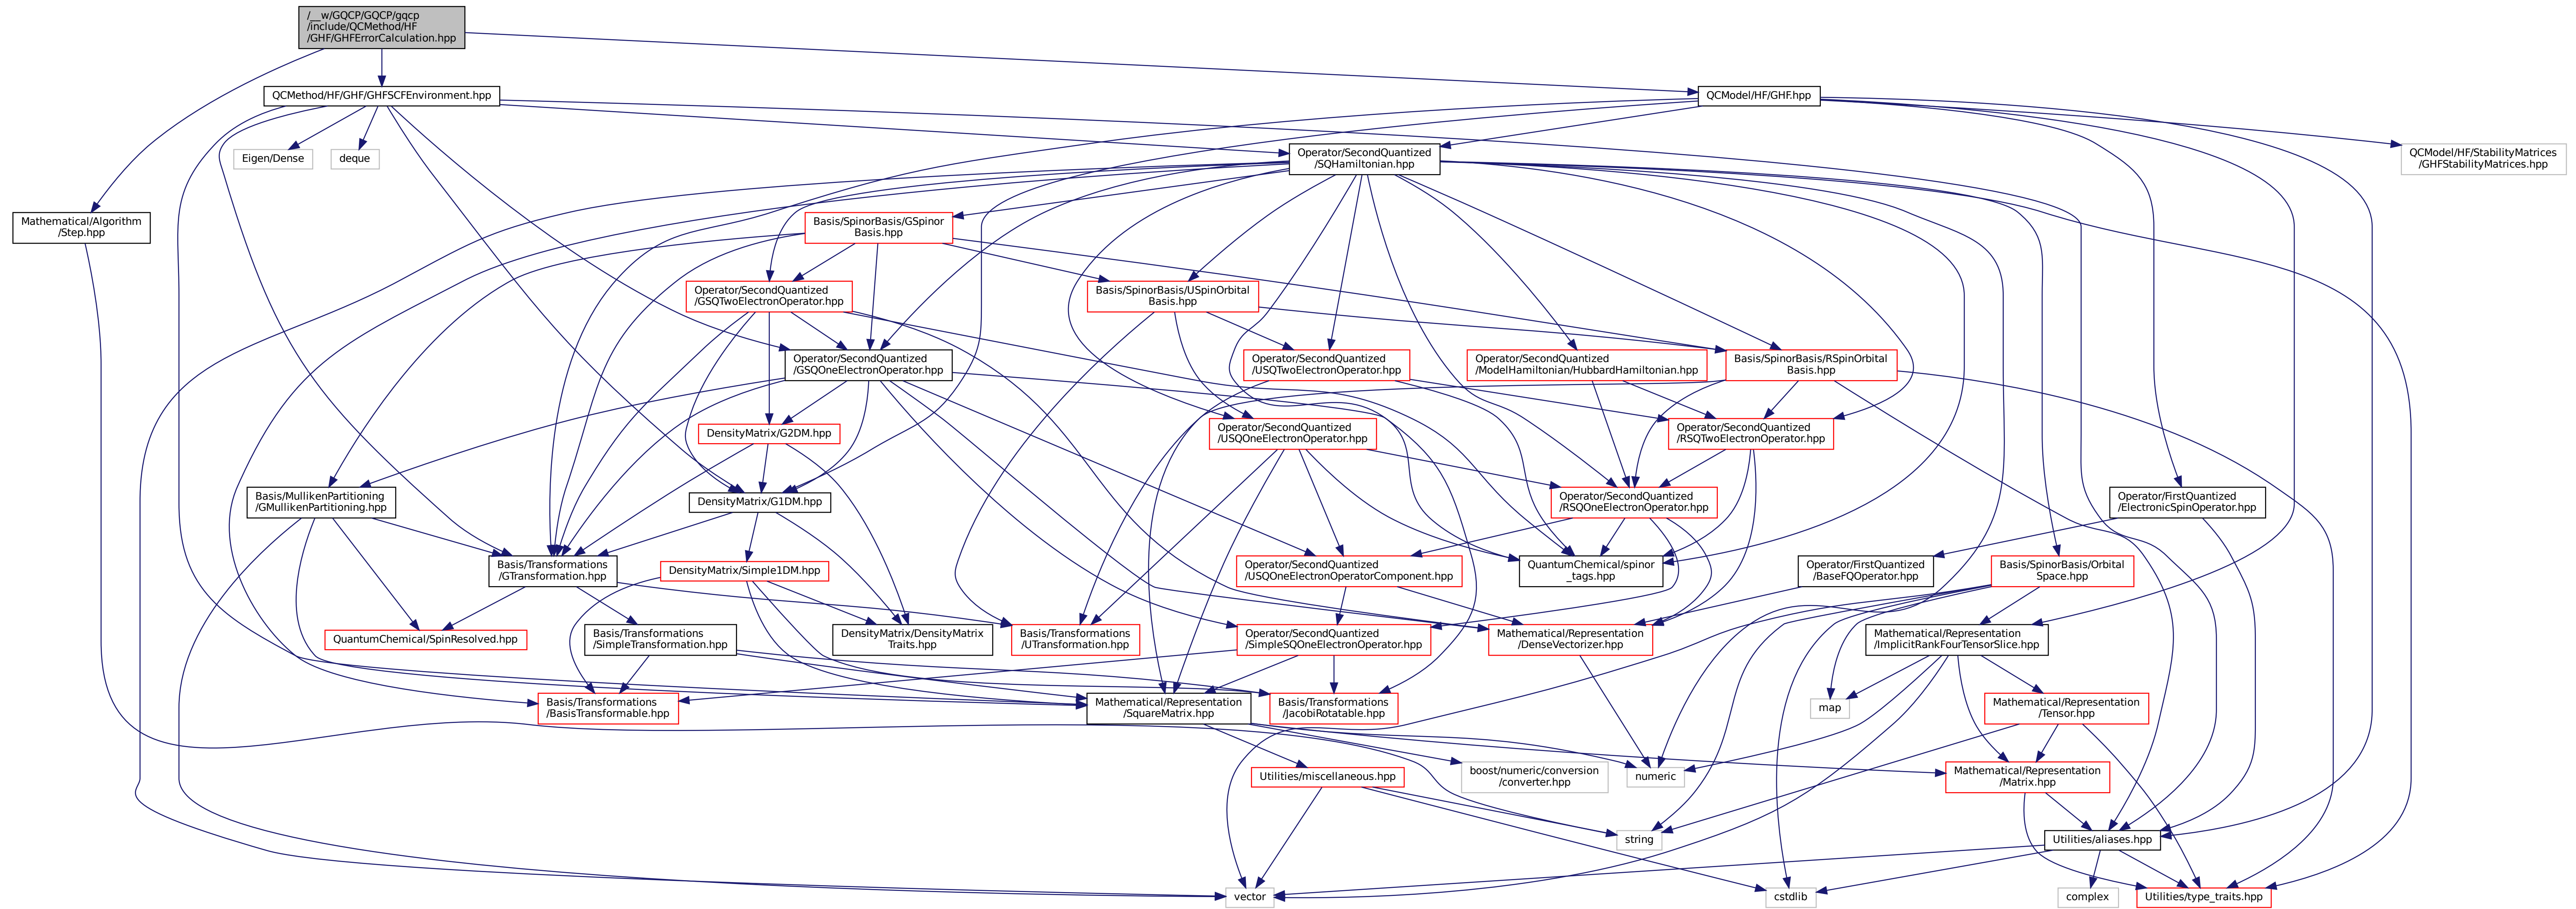 /__w/GQCP/GQCP/gqcp
/include/QCMethod/HF
/GHF/GHFErrorCalculation.hpp
QCMethod/HF/GHF/GHFSCFEnvironment.hpp
QCModel/HF/GHF.hpp
Eigen/Dense
deque
Operator/SecondQuantized
/SQHamiltonian.hpp
QCModel/HF/StabilityMatrices
/GHFStabilityMatrices.hpp
Mathematical/Algorithm
/Step.hpp
Basis/SpinorBasis/GSpinor
Basis.hpp
Operator/SecondQuantized
/GSQTwoElectronOperator.hpp
Basis/SpinorBasis/USpinOrbital
Basis.hpp
Operator/SecondQuantized
/GSQOneElectronOperator.hpp
Operator/SecondQuantized
/USQTwoElectronOperator.hpp
Operator/SecondQuantized
/ModelHamiltonian/HubbardHamiltonian.hpp
Basis/SpinorBasis/RSpinOrbital
Basis.hpp
DensityMatrix/G2DM.hpp
Operator/SecondQuantized
/USQOneElectronOperator.hpp
Operator/SecondQuantized
/RSQTwoElectronOperator.hpp
Basis/MullikenPartitioning
/GMullikenPartitioning.hpp
DensityMatrix/G1DM.hpp
Operator/SecondQuantized
/RSQOneElectronOperator.hpp
Operator/FirstQuantized
/ElectronicSpinOperator.hpp
Basis/Transformations
/GTransformation.hpp
DensityMatrix/Simple1DM.hpp
Operator/SecondQuantized
/USQOneElectronOperatorComponent.hpp
QuantumChemical/spinor
_tags.hpp
Operator/FirstQuantized
/BaseFQOperator.hpp
Basis/SpinorBasis/Orbital
Space.hpp
QuantumChemical/SpinResolved.hpp
Basis/Transformations
/SimpleTransformation.hpp
DensityMatrix/DensityMatrix
Traits.hpp
Basis/Transformations
/UTransformation.hpp
Operator/SecondQuantized
/SimpleSQOneElectronOperator.hpp
Mathematical/Representation
/DenseVectorizer.hpp
Mathematical/Representation
/ImplicitRankFourTensorSlice.hpp
Basis/Transformations
/BasisTransformable.hpp
Mathematical/Representation
/SquareMatrix.hpp
Basis/Transformations
/JacobiRotatable.hpp
map
Mathematical/Representation
/Tensor.hpp
Utilities/miscellaneous.hpp
boost/numeric/conversion
/converter.hpp
numeric
Mathematical/Representation
/Matrix.hpp
string
Utilities/aliases.hpp
vector
cstdlib
complex
Utilities/type_traits.hpp